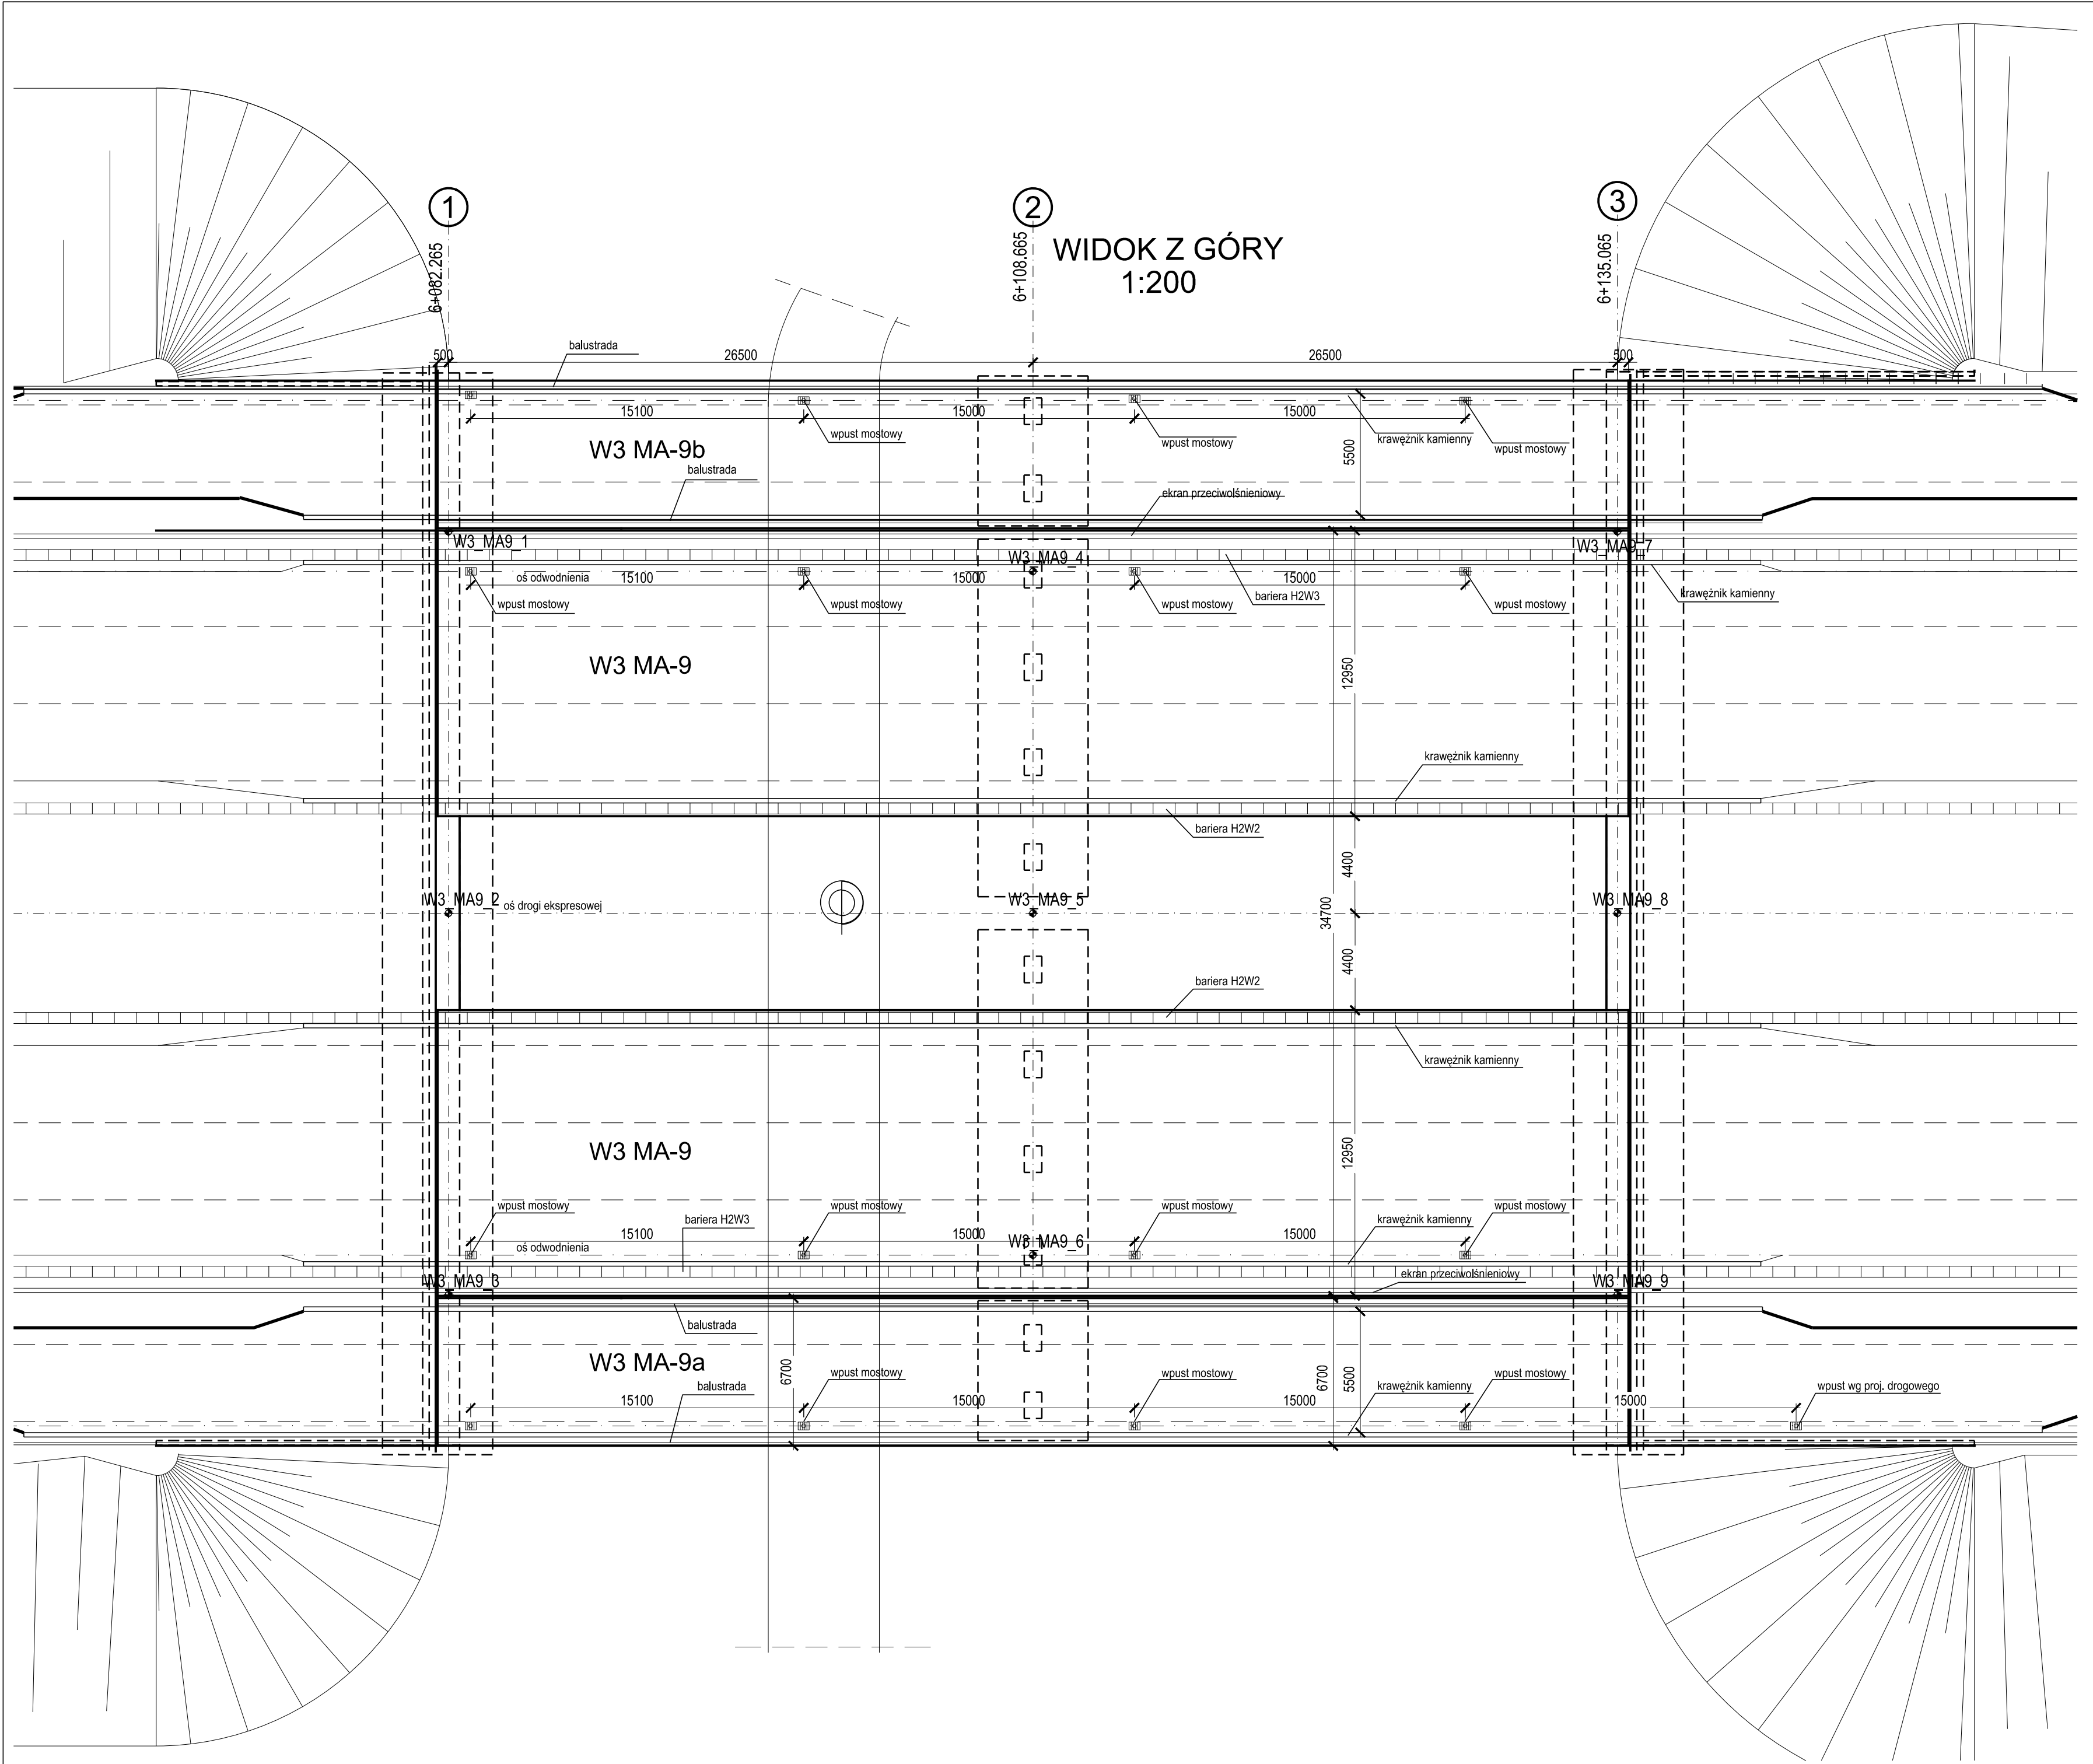 1
2
3
6+082.265
6+108.665
6+135.065
WIDOK Z GÓRY
1:200
balustrada
500
26500
26500
500
15100
15000
15000
wpust mostowy
wpust mostowy
krawężnik kamienny
wpust mostowy
5500
W3 MA-9b
balustrada
ekran przeciwolśnieniowy
W3_MA9_1
W3_MA9_4
W3_MA9_7
oś odwodnienia
15100
15000
15000
wpust mostowy
wpust mostowy
wpust mostowy
bariera H2W3
wpust mostowy
krawężnik kamienny
W3 MA-9
12950
krawężnik kamienny
bariera H2W2
4400
W3_MA9_2
oś drogi ekspresowej
W3_MA9_5
W3_MA9_8
34700
4400
bariera H2W2
krawężnik kamienny
W3 MA-9
12950
wpust mostowy
bariera H2W3
wpust mostowy
wpust mostowy
krawężnik kamienny
wpust mostowy
oś odwodnienia
15100
15000
15000
W3_MA9_6
W3_MA9_3
ekran przeciwolśnieniowy
W3_MA9_9
balustrada
W3 MA-9a
6700
6700
5500
balustrada
wpust mostowy
wpust mostowy
krawężnik kamienny
wpust mostowy
wpust wg proj. drogowego
15100
15000
15000
15000